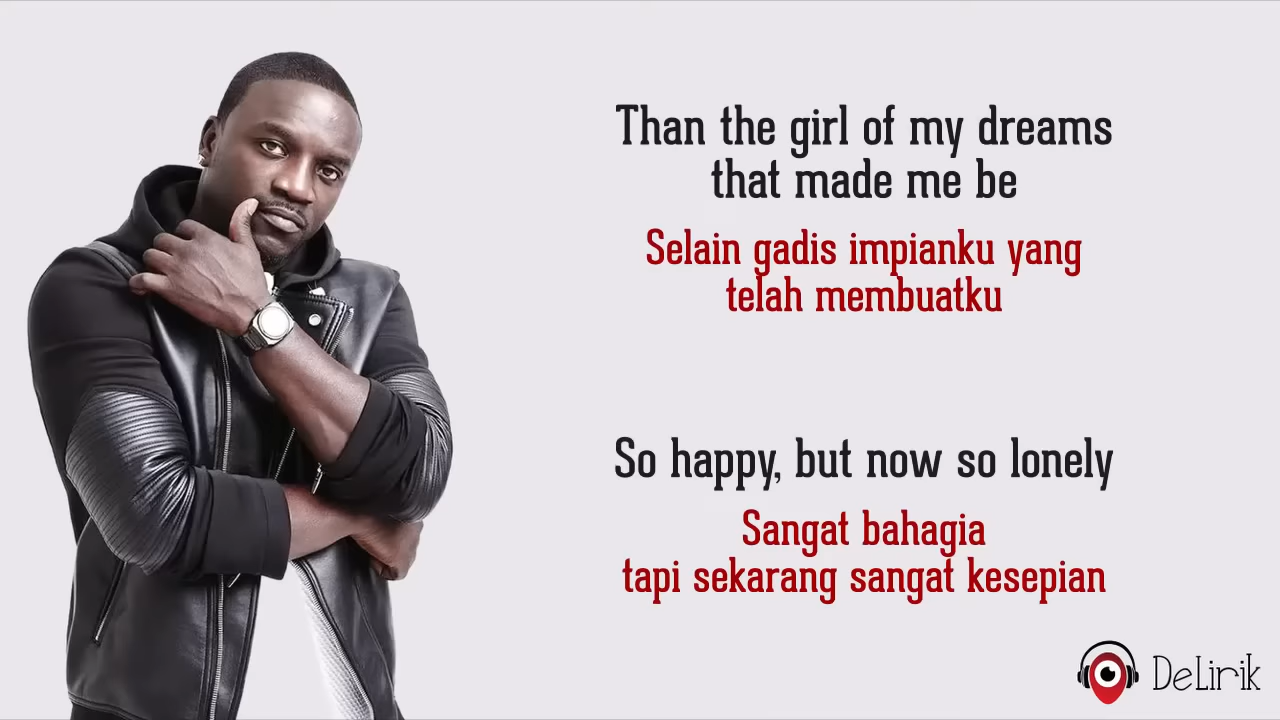 Than the girl of my dreams
that made me be
Selain gadis impianku yang
telah membuatku
So happy, but now so lonely
Sangat bahagia
tapi sekarang sangat kesepian
DeLirik